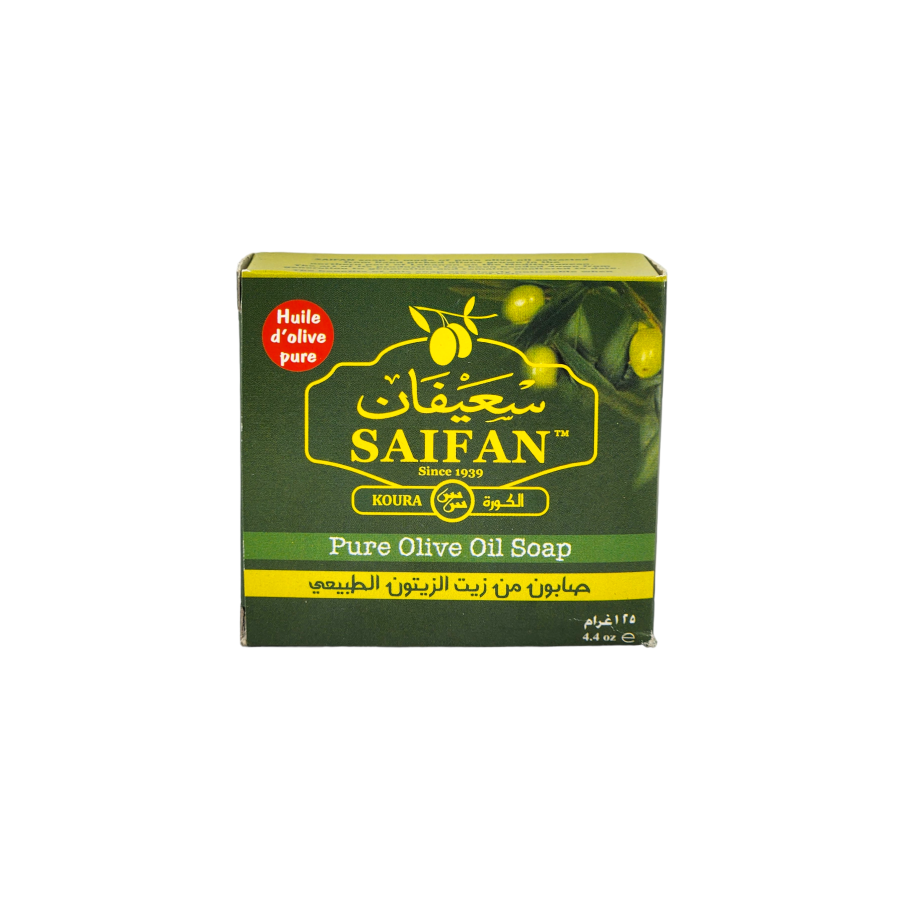 Huile
d'olive
pure
سعيفان
SAIFAN™
Since 1939
KOURA س س الكورة
Pure Olive Oil Soap
صابون من زيت الزيتون الطبيعي
١٢٥ غرام
4.4 oz ℮